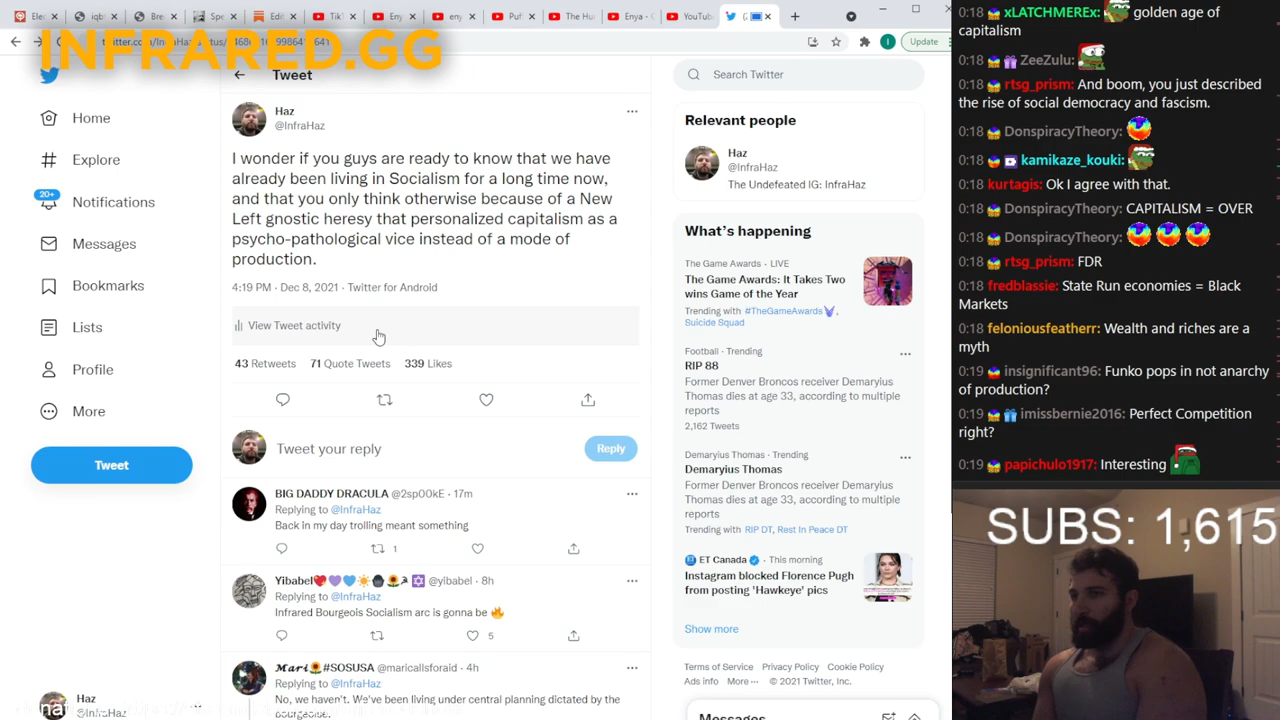 INFRARED.GG
Update
Tweet
Search Twitter
Home
Explore
20+
Notifications
Messages
Bookmarks
Lists
Profile
More
Tweet
Haz
@InfraHaz
Haz
@InfraHaz
I wonder if you guys are ready to know that we have
already been living in Socialism for a long time now,
and that you only think otherwise because of a New
Left gnostic heresy that personalized capitalism as a
psycho-pathological vice instead of a mode of
production.
4:19 PM · Dec 8, 2021 · Twitter for Android
View Tweet activity
43 Retweets 71 Quote Tweets 339 Likes
Tweet your reply
Reply
BIG DADDY DRACULA @2sp00kE · 17m
Replying to @InfraHaz
Back in my day trolling meant something
1
Yibabel @yibabel · 8h
Replying to @InfraHaz
Infrared Bourgeois Socialism arc is gonna be
5
Mari #SOSUSA @maricallsforaid · 4h
Replying to @InfraHaz
No, we haven't. We've been living under central planning dictated by the
bourgeoise.
Relevant people
Haz
@InfraHaz
The Undefeated IG: InfraHaz
What's happening
The Game Awards · LIVE
The Game Awards: It Takes Two
wins Game of the Year
Trending with #TheGameAwards,
Suicide Squad
Football · Trending
RIP 88
Former Denver Broncos receiver Demaryius
Thomas dies at age 33, according to multiple
reports
2,162 Tweets
Demaryius Thomas · Trending
Demaryius Thomas
Former Denver Broncos receiver Demaryius
Thomas dies at age 33, according to multiple
reports
Trending with RIP DT, Rest In Peace DT
ET Canada · This morning
Instagram blocked Florence Pugh
from posting 'Hawkeye' pics
Show more
Terms of Service Privacy Policy Cookie Policy
Ads info More ··· © 2021 Twitter, Inc.
Messages
0:18 xLATCHMEREx: golden age of
capitalism
0:18 ZeeZulu:
0:18 rtsg_prism: And boom, you just described
the rise of social democracy and fascism.
0:18 DonspiracyTheory:
0:18 kamikaze_kouki:
0:18 kurtagis: Ok I agree with that.
0:18 DonspiracyTheory: CAPITALISM = OVER
0:18 DonspiracyTheory:
0:18 rtsg_prism: FDR
0:18 fredblassie: State Run economies = Black
Markets
0:18 feloniousfeatherr: Wealth and riches are a
myth
0:19 insignificant96: Funko pops in not anarchy
of production?
0:19 imissbernie2016: Perfect Competition
right?
0:19 papichulo1917: Interesting
SUBS: 1,615